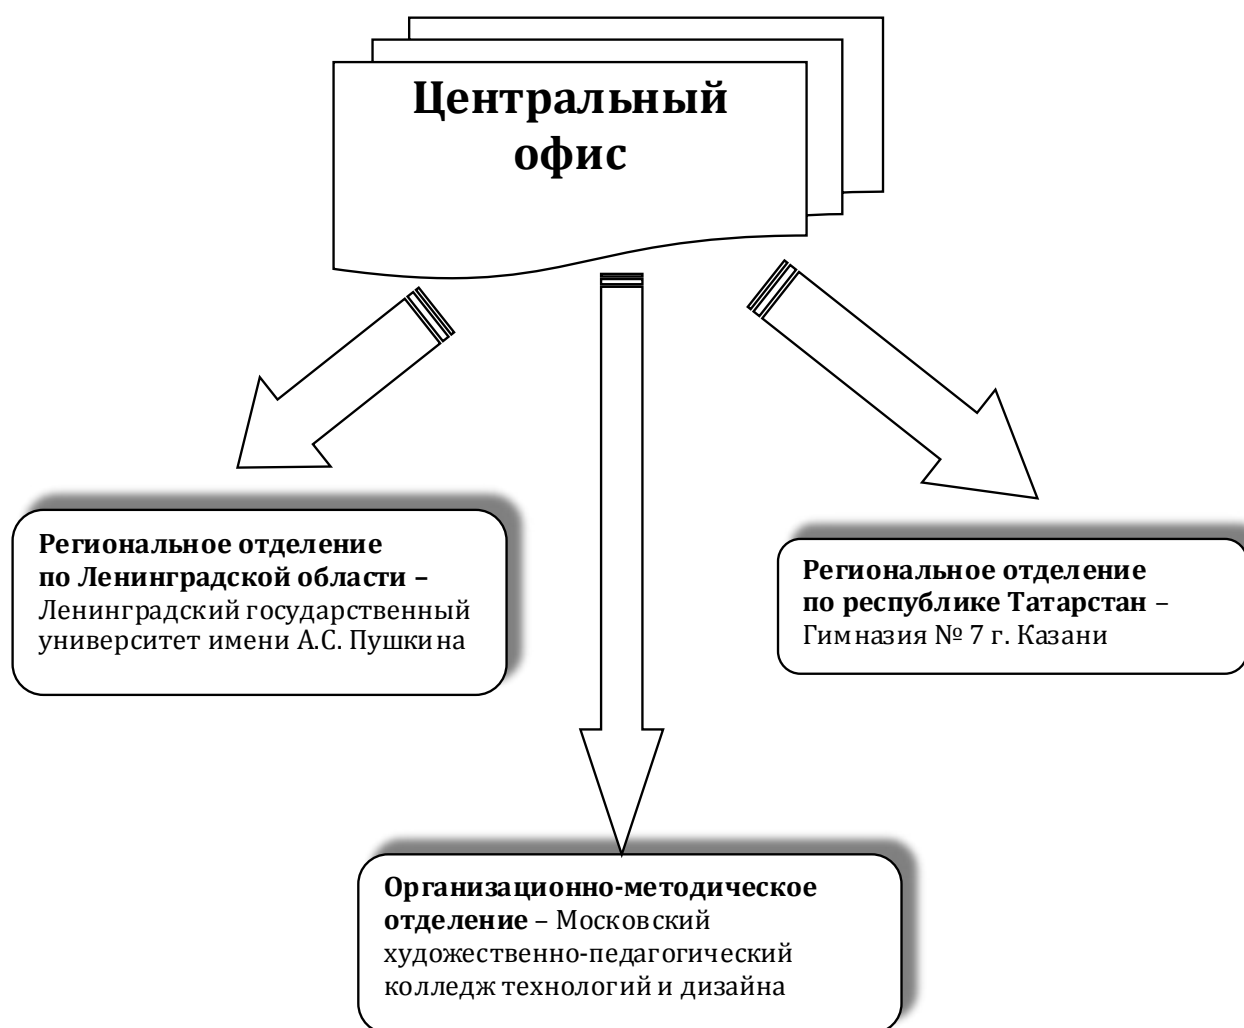 Центральный
офис
Региональное отделение
по Ленинградской области –
Ленинградский государственный
университет имени А.С. Пушкина
Региональное отделение
по республике Татарстан –
Гимназия № 7 г. Казани
Организационно-методическое
отделение – Московский
художественно-педагогический
колледж технологий и дизайна